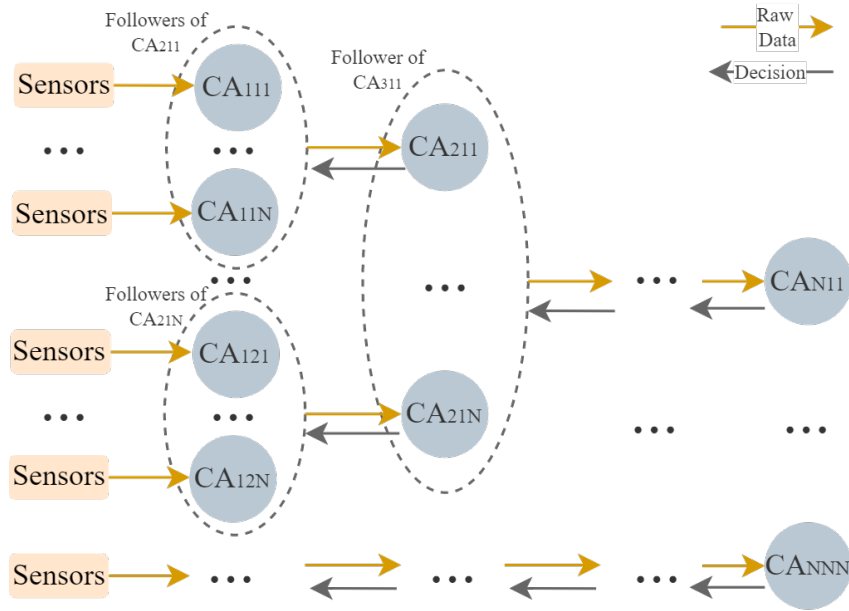 Followers of
CA211
Raw
Data
Decision
Follower of
CA311
Sensors
CA111
...
...
CA211
Sensors
CA11N
...
Followers of
CA21N
...
...
CAN11
Sensors
CA121
...
...
CA21N
...
...
Sensors
CA12N
Sensors
...
...
...
CANNN